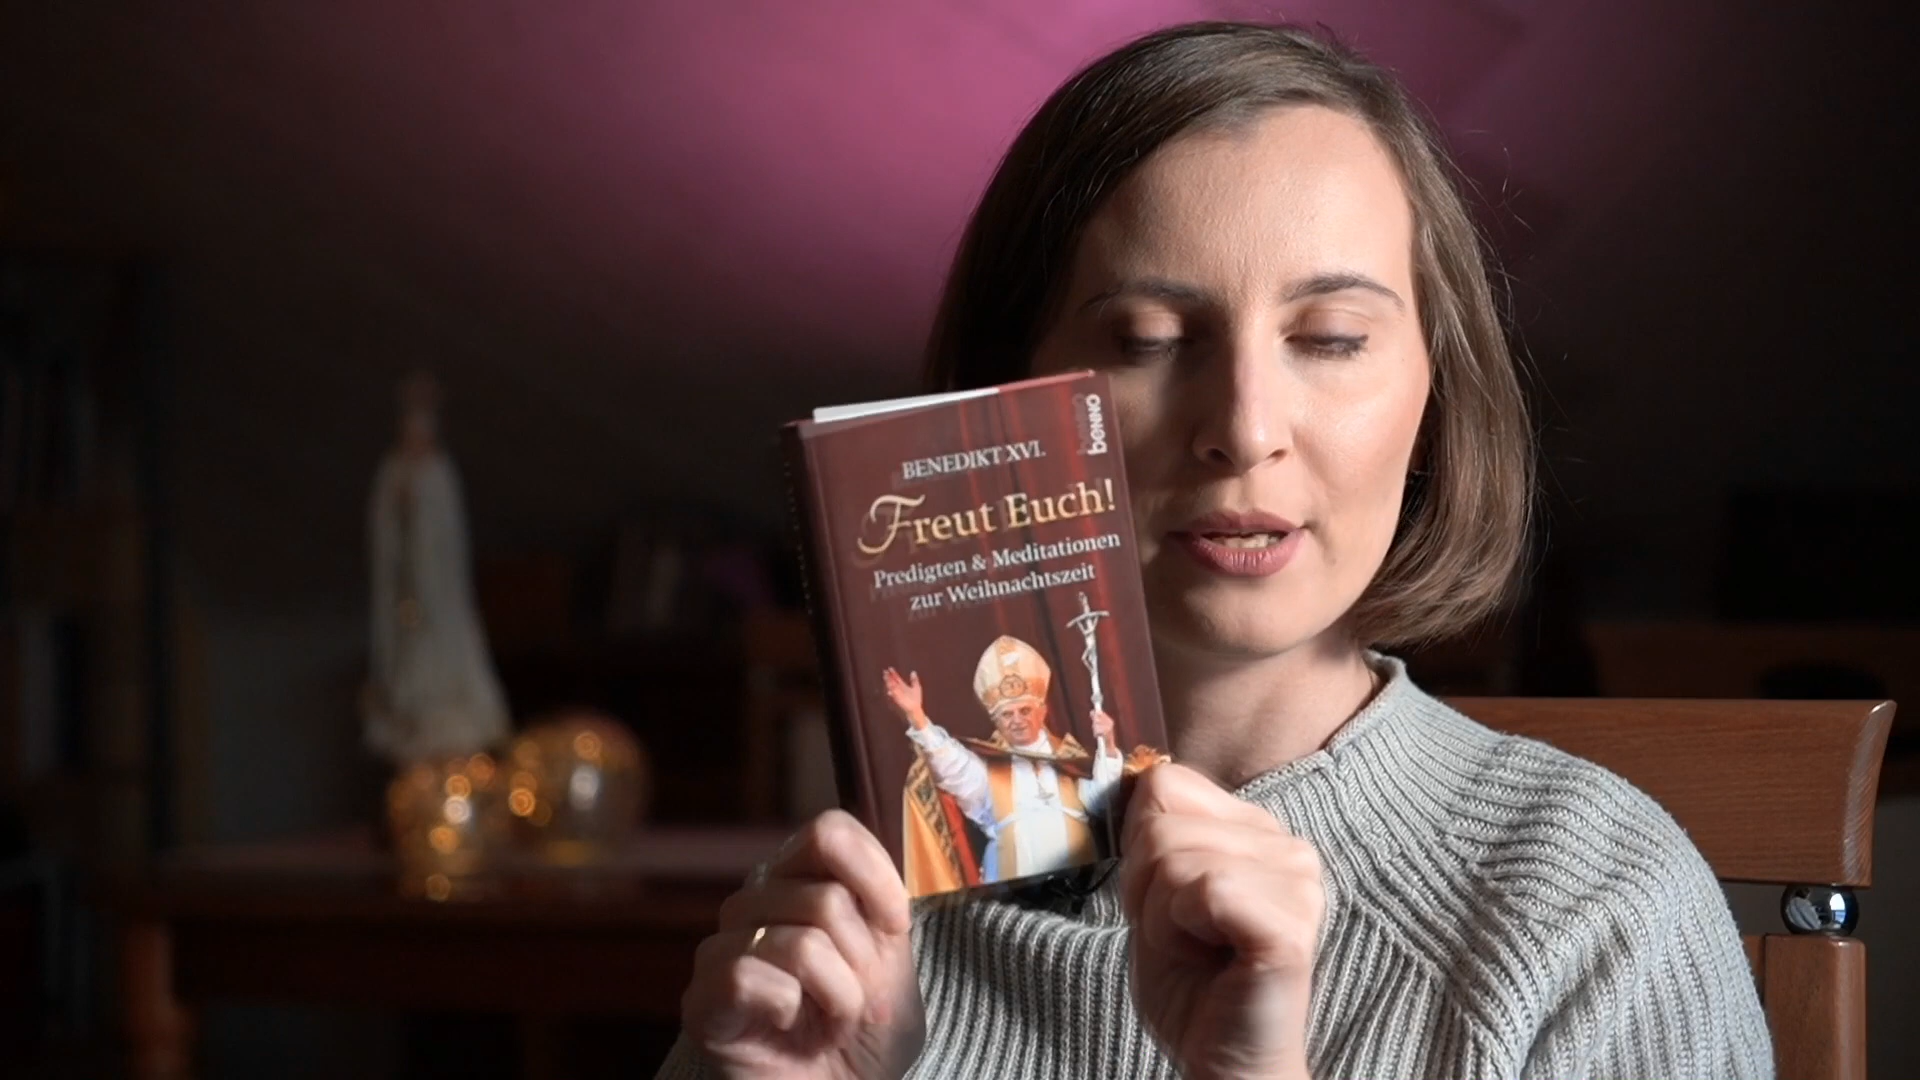 benno
BENEDIKT XVI.
Freut Euch!
Predigten & Meditationen
zur Weihnachtszeit